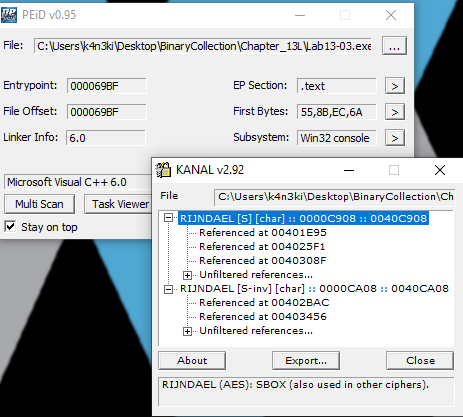 PEiD v0.95
File: C:\Users\k4n3ki\Desktop\BinaryCollection\Chapter_13L\Lab13-03.exe ...
Entrypoint: 000069BF EP Section: .text >
File Offset: 000069BF First Bytes: 55,8B,EC,6A >
Linker Info: 6.0 Subsystem: Win32 console >
Microsoft Visual C++ 6.0
Multi Scan Task Viewer
Stay on top
KANAL v2.92
File C:\Users\k4n3ki\Desktop\BinaryCollection\Ch
RIJNDAEL [S] [char] :: 0000C908 :: 0040C908
Referenced at 00401E95
Referenced at 004025F1
Referenced at 0040308F
Unfiltered references...
RIJNDAEL [S-inv] [char] :: 0000CA08 :: 0040CA08
Referenced at 00402BAC
Referenced at 00403456
Unfiltered references...
About Export... Close
RIJNDAEL (AES): SBOX (also used in other ciphers).